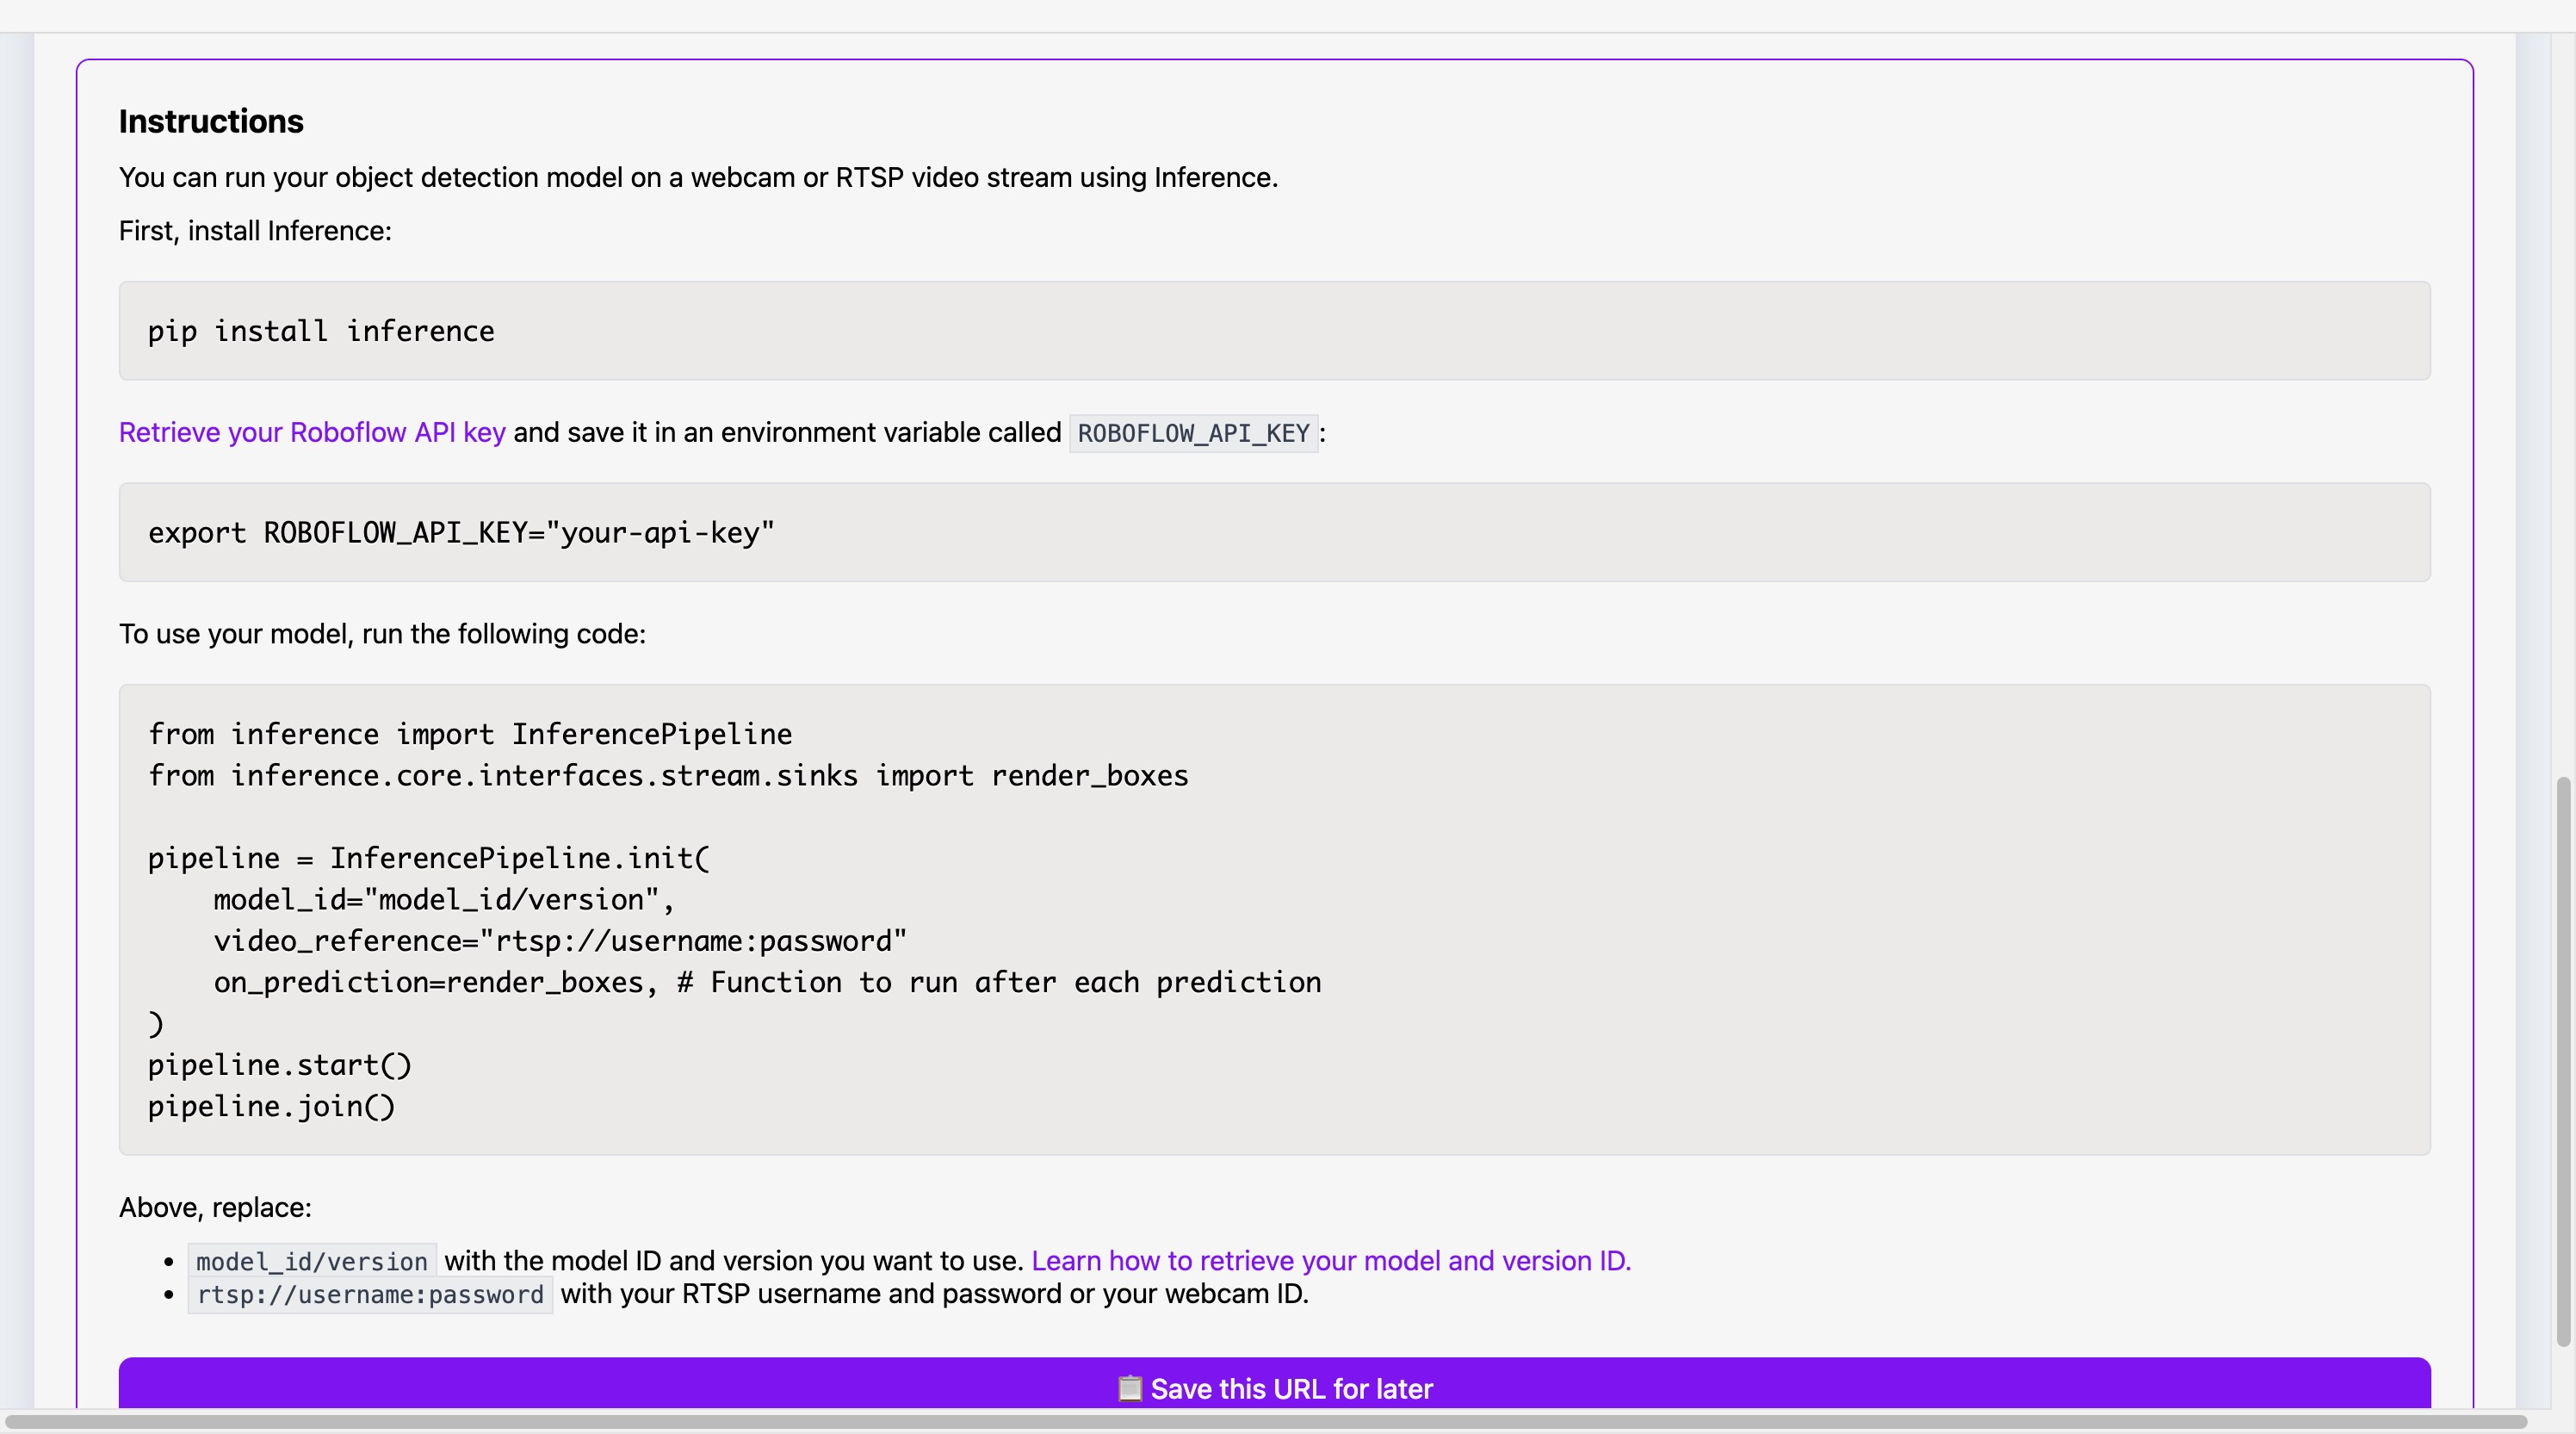 Instructions
You can run your object detection model on a webcam or RTSP video stream using Inference.
First, install Inference:
pip install inference
Retrieve your Roboflow API key and save it in an environment variable called ROBOFLOW_API_KEY:
export ROBOFLOW_API_KEY="your-api-key"
To use your model, run the following code:
from inference import InferencePipeline
from inference.core.interfaces.stream.sinks import render_boxes
pipeline = InferencePipeline.init(
    model_id="model_id/version",
    video_reference="rtsp://username:password"
    on_prediction=render_boxes, # Function to run after each prediction
)
pipeline.start()
pipeline.join()
Above, replace:
• model_id/version with the model ID and version you want to use. Learn how to retrieve your model and version ID.
• rtsp://username:password with your RTSP username and password or your webcam ID.
📋 Save this URL for later